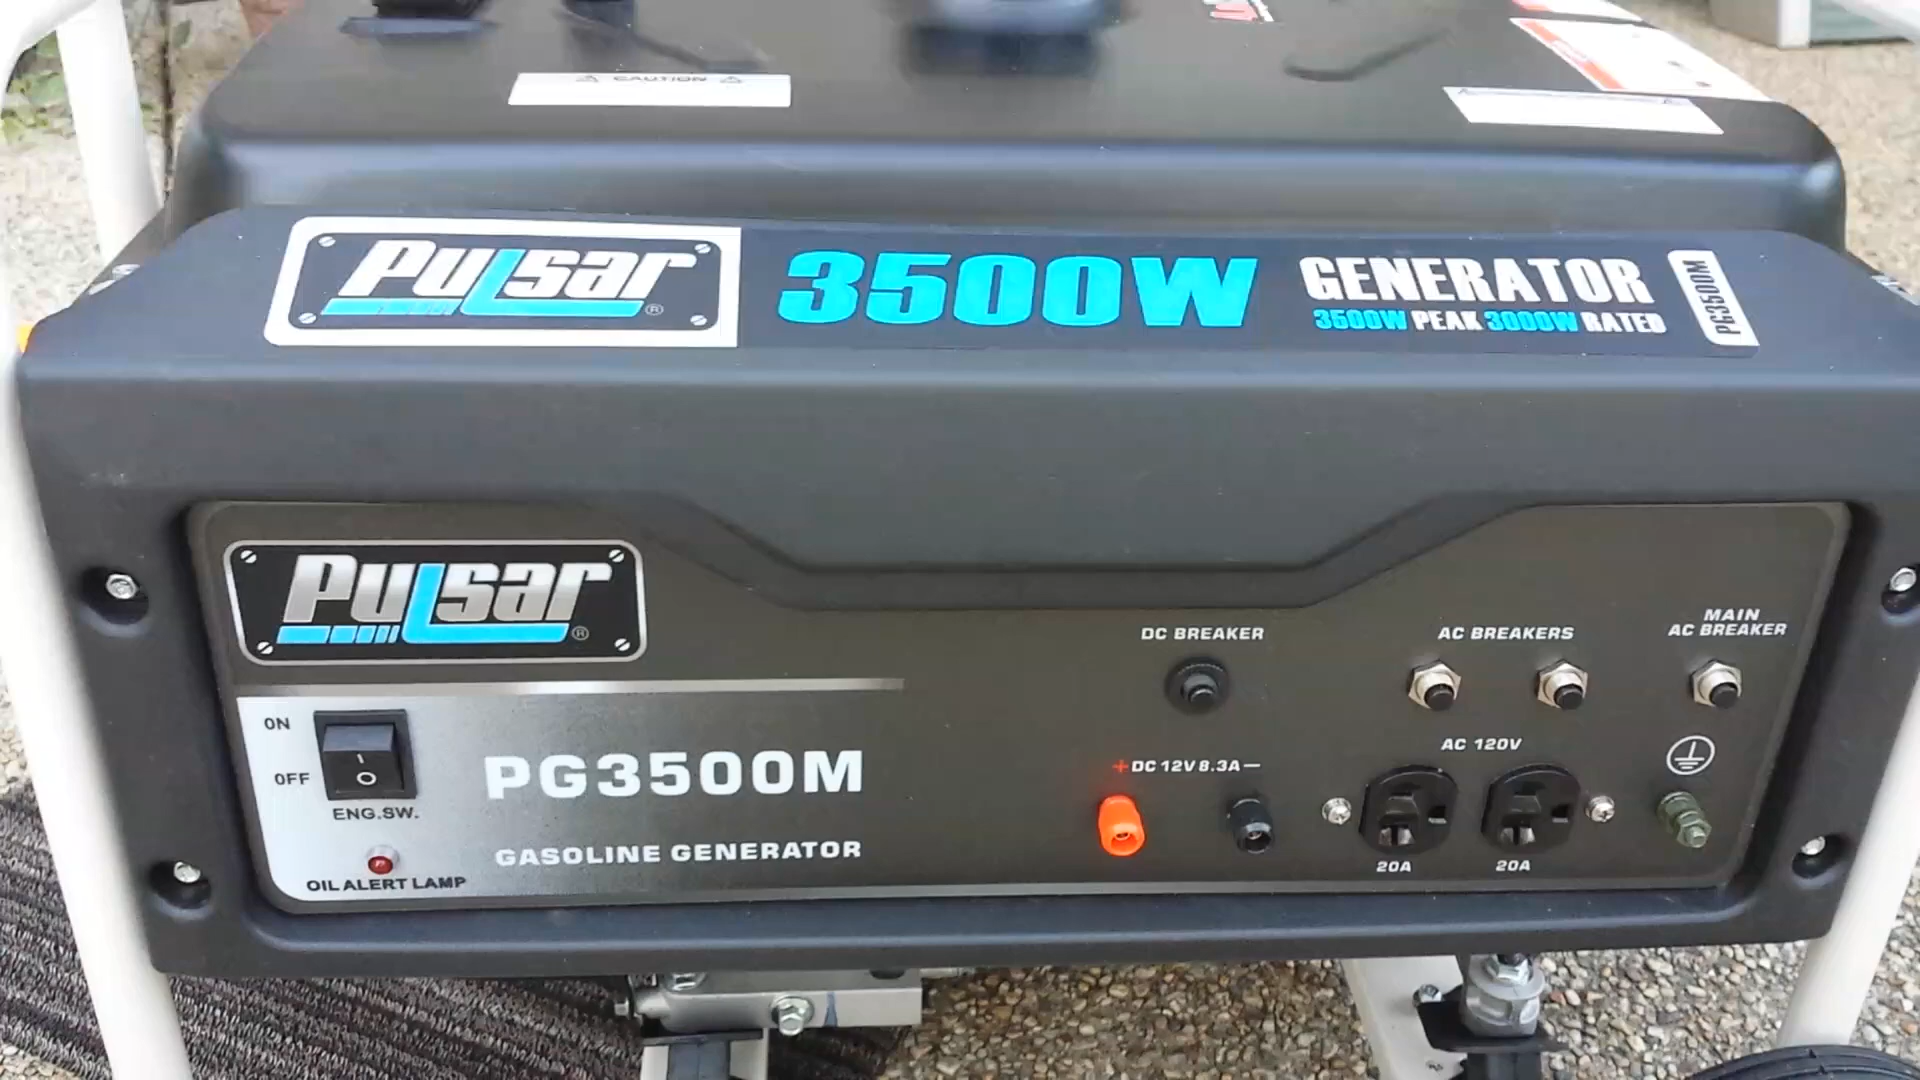 CAUTION
Pulsar
®
3500W
GENERATOR
3500W PEAK 3000W RATED
PG3500M
Pulsar
®
DC BREAKER
AC BREAKERS
MAIN
AC BREAKER
ON
OFF
ENG.SW.
OIL ALERT LAMP
PG3500M
GASOLINE GENERATOR
+ DC 12V 8.3A —
AC 120V
20A
20A